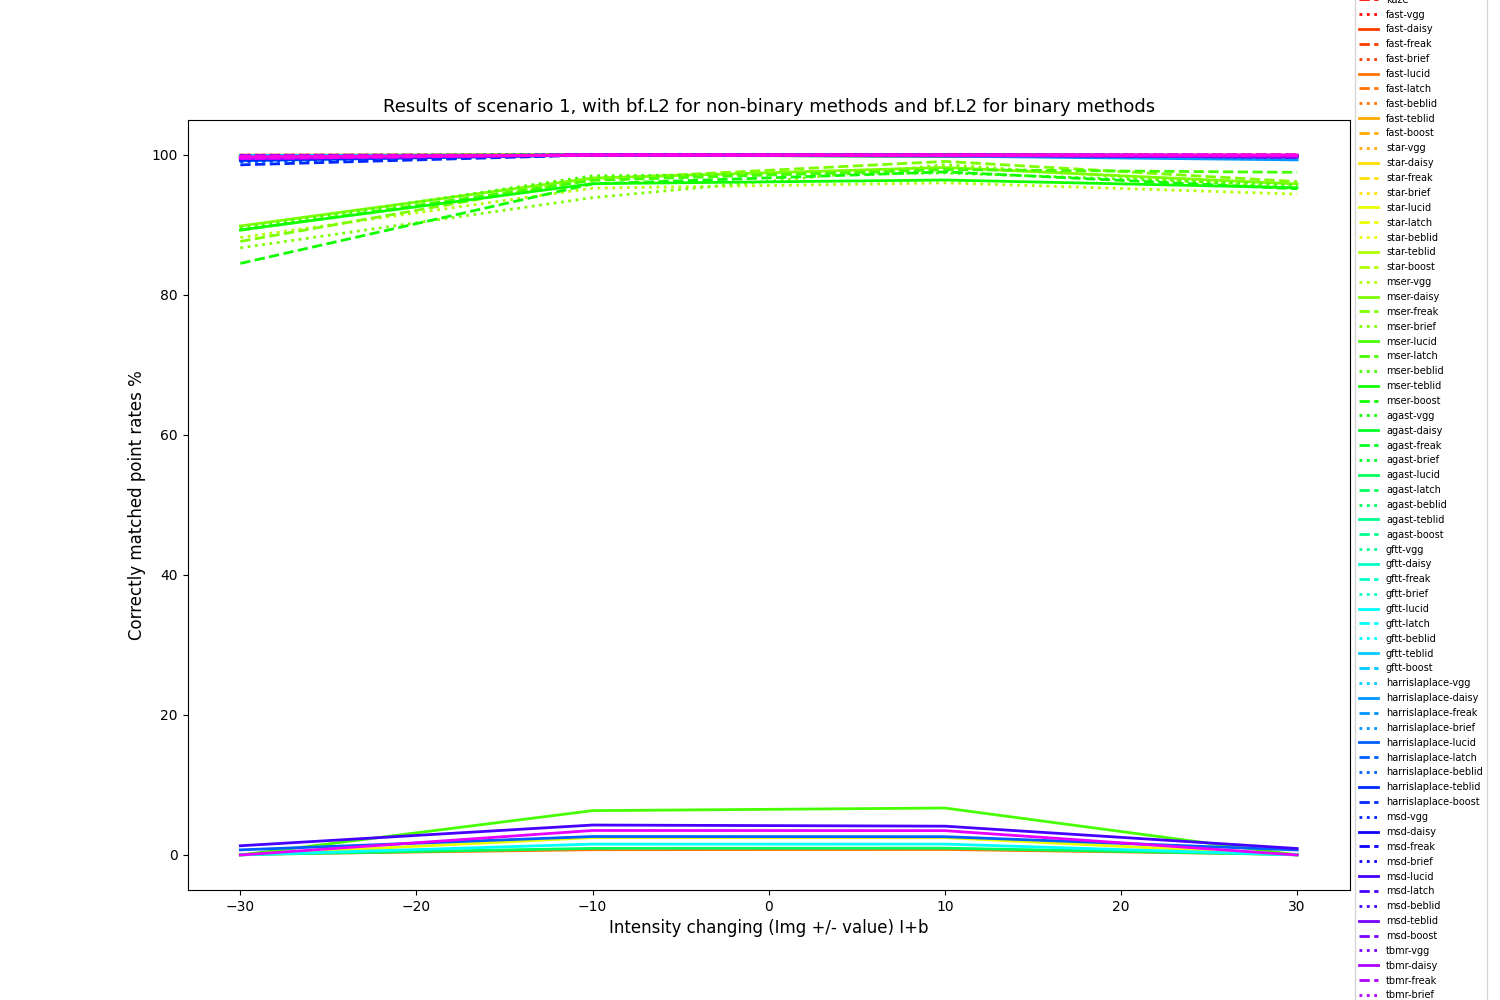 Results of scenario 1, with bf.L2 for non-binary methods and bf.L2 for binary methods
Correctly matched point rates %
100
80
60
40
20
0
−30
−20
−10
0
10
20
30
Intensity changing (Img +/- value) I+b
kaze
fast-vgg
fast-daisy
fast-freak
fast-brief
fast-lucid
fast-latch
fast-beblid
fast-teblid
fast-boost
star-vgg
star-daisy
star-freak
star-brief
star-lucid
star-latch
star-beblid
star-teblid
star-boost
mser-vgg
mser-daisy
mser-freak
mser-brief
mser-lucid
mser-latch
mser-beblid
mser-teblid
mser-boost
agast-vgg
agast-daisy
agast-freak
agast-brief
agast-lucid
agast-latch
agast-beblid
agast-teblid
agast-boost
gftt-vgg
gftt-daisy
gftt-freak
gftt-brief
gftt-lucid
gftt-latch
gftt-beblid
gftt-teblid
gftt-boost
harrislaplace-vgg
harrislaplace-daisy
harrislaplace-freak
harrislaplace-brief
harrislaplace-lucid
harrislaplace-latch
harrislaplace-beblid
harrislaplace-teblid
harrislaplace-boost
msd-vgg
msd-daisy
msd-freak
msd-brief
msd-lucid
msd-latch
msd-beblid
msd-teblid
msd-boost
tbmr-vgg
tbmr-daisy
tbmr-freak
tbmr-brief